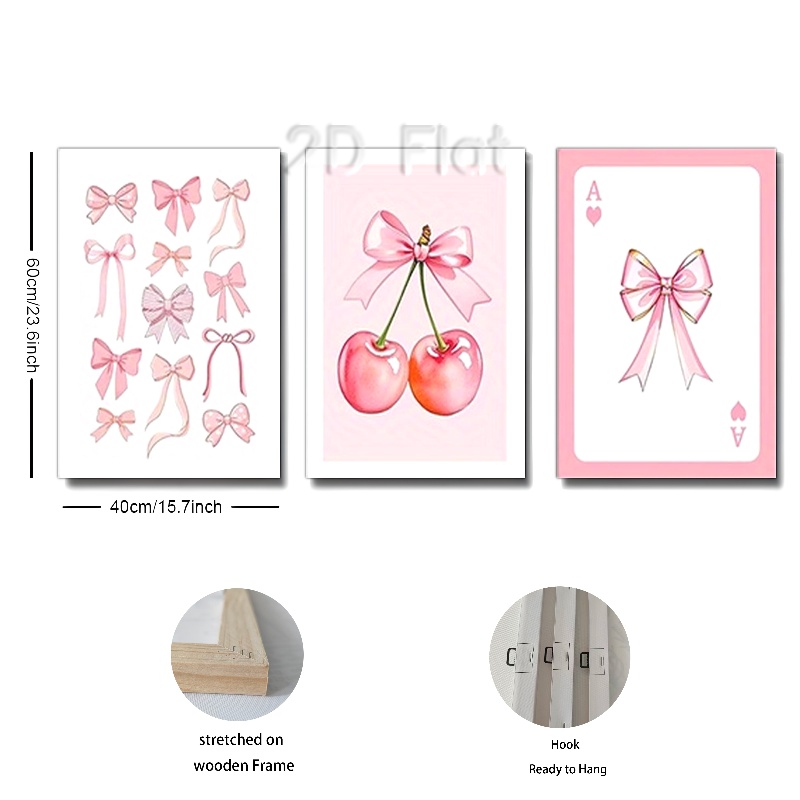 2D Flat
A
A
60cm/23.6inch
40cm/15.7inch
stretched on
wooden Frame
Hook
Ready to Hang